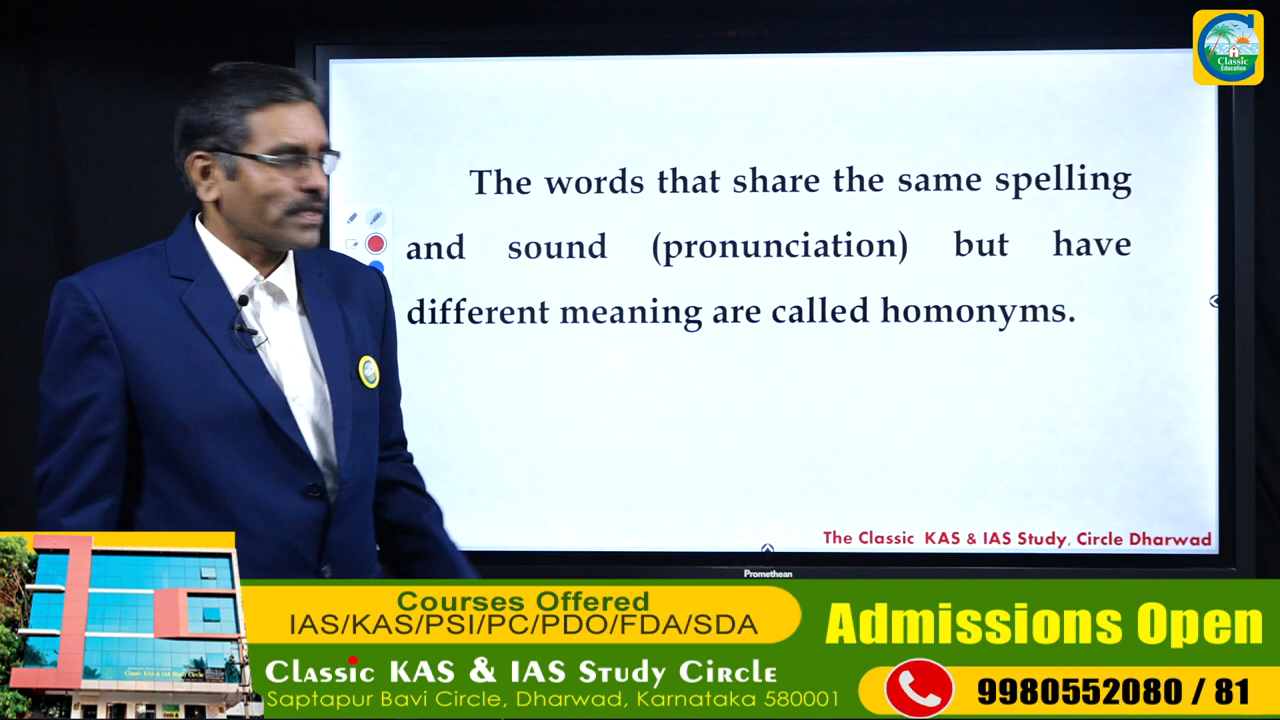 Classic
Education
The words that share the same spelling
and sound (pronunciation) but have
different meaning are called homonyms.
The Classic KAS & IAS Study, Circle Dharwad
Promethean
Courses Offered
IAS/KAS/PSI/PC/PDO/FDA/SDA
Admissions Open
Classic KAS & IAS Study Circle
Saptapur Bavi Circle, Dharwad, Karnataka 580001
9980552080 / 81